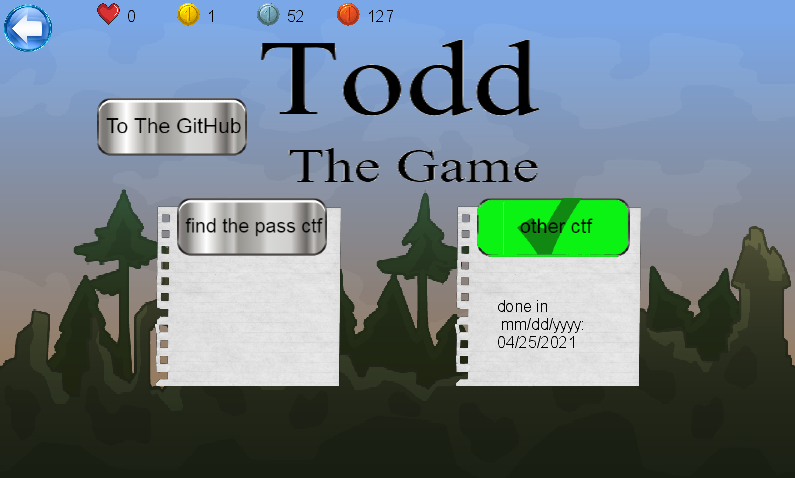 0 1 52 127
Todd
To The GitHub
The Game
find the pass ctf
other ctf
done in
mm/dd/yyyy:
04/25/2021